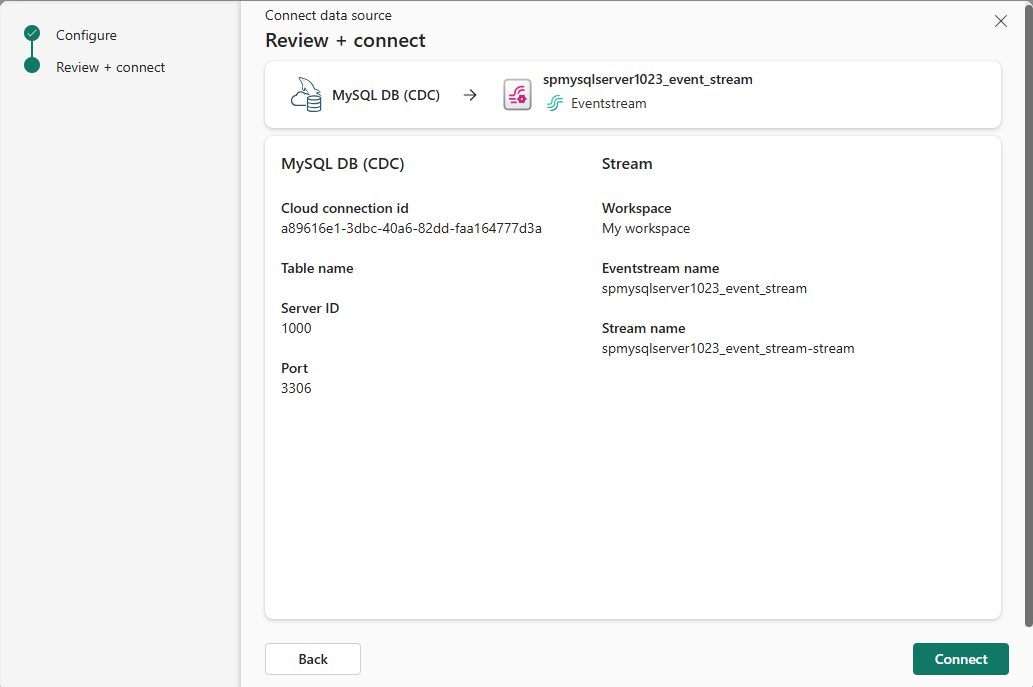 Configure
Review + connect
Connect data source
Review + connect
MySQL DB (CDC)
spmysqlserver1023_event_stream
Eventstream
MySQL DB (CDC)
Cloud connection id
a89616e1-3dbc-40a6-82dd-faa164777d3a
Table name
Server ID
1000
Port
3306
Stream
Workspace
My workspace
Eventstream name
spmysqlserver1023_event_stream
Stream name
spmysqlserver1023_event_stream-stream
Back
Connect